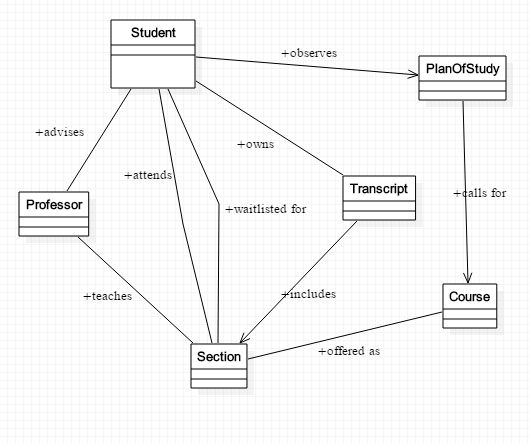 Student
+observes
PlanOfStudy
+advises
+owns
+attends
Transcript
+calls for
Professor
+waitlisted for
+teaches
+includes
Course
Section
+offered as